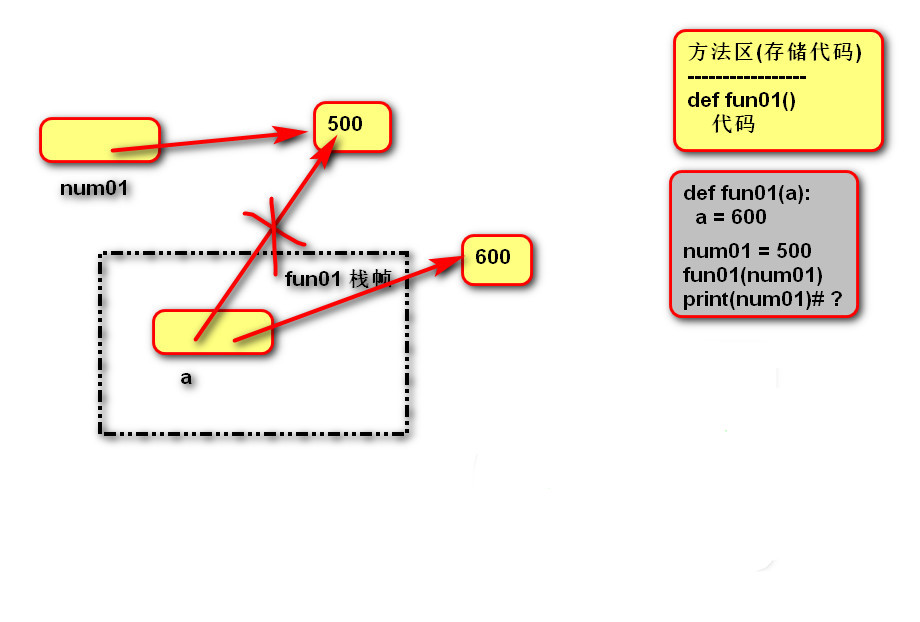 方法区(存储代码)
-----------------
def fun01()
代码
500
num01
def fun01(a):
a = 600
num01 = 500
fun01(num01)
print(num01)# ?
fun01 栈帧
600
a